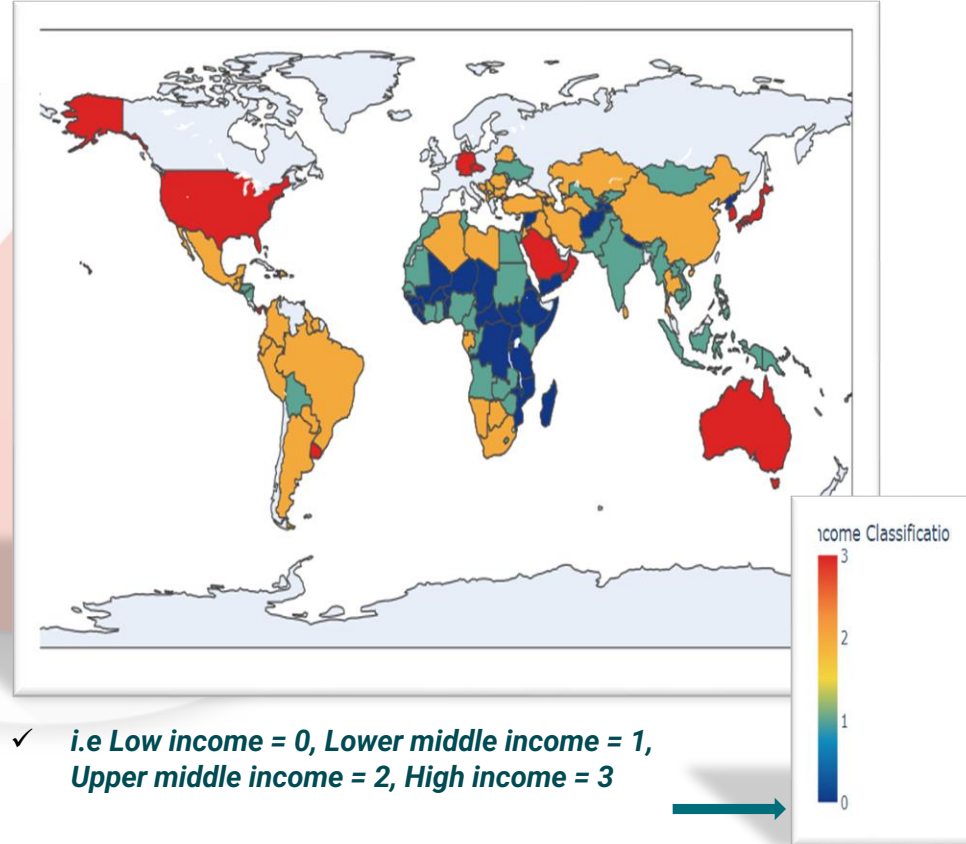 ncome Classificatio
3
2
1
0
✓ i.e Low income = 0, Lower middle income = 1,
Upper middle income = 2, High income = 3